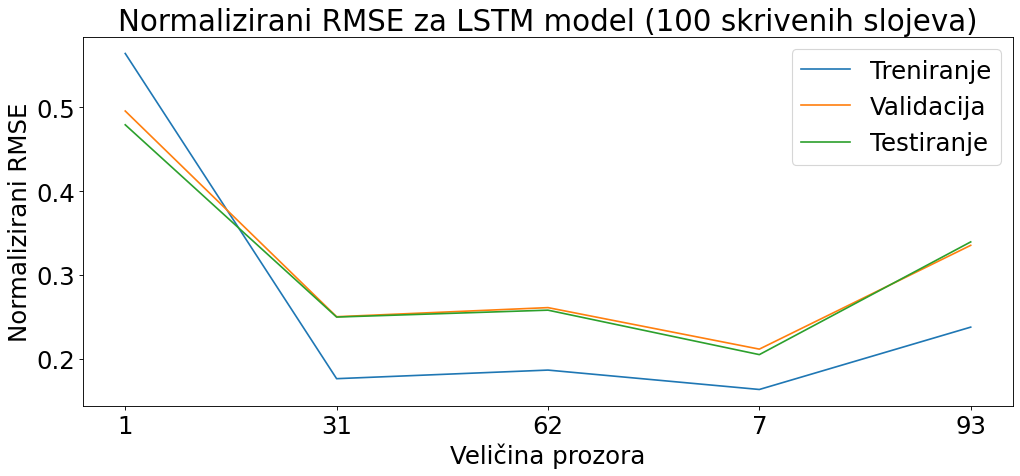 Normalizirani RMSE za LSTM model (100 skrivenih slojeva)
Treniranje
Validacija
Testiranje
Normalizirani RMSE
0.5
0.4
0.3
0.2
1 31 62 7 93
Veličina prozora